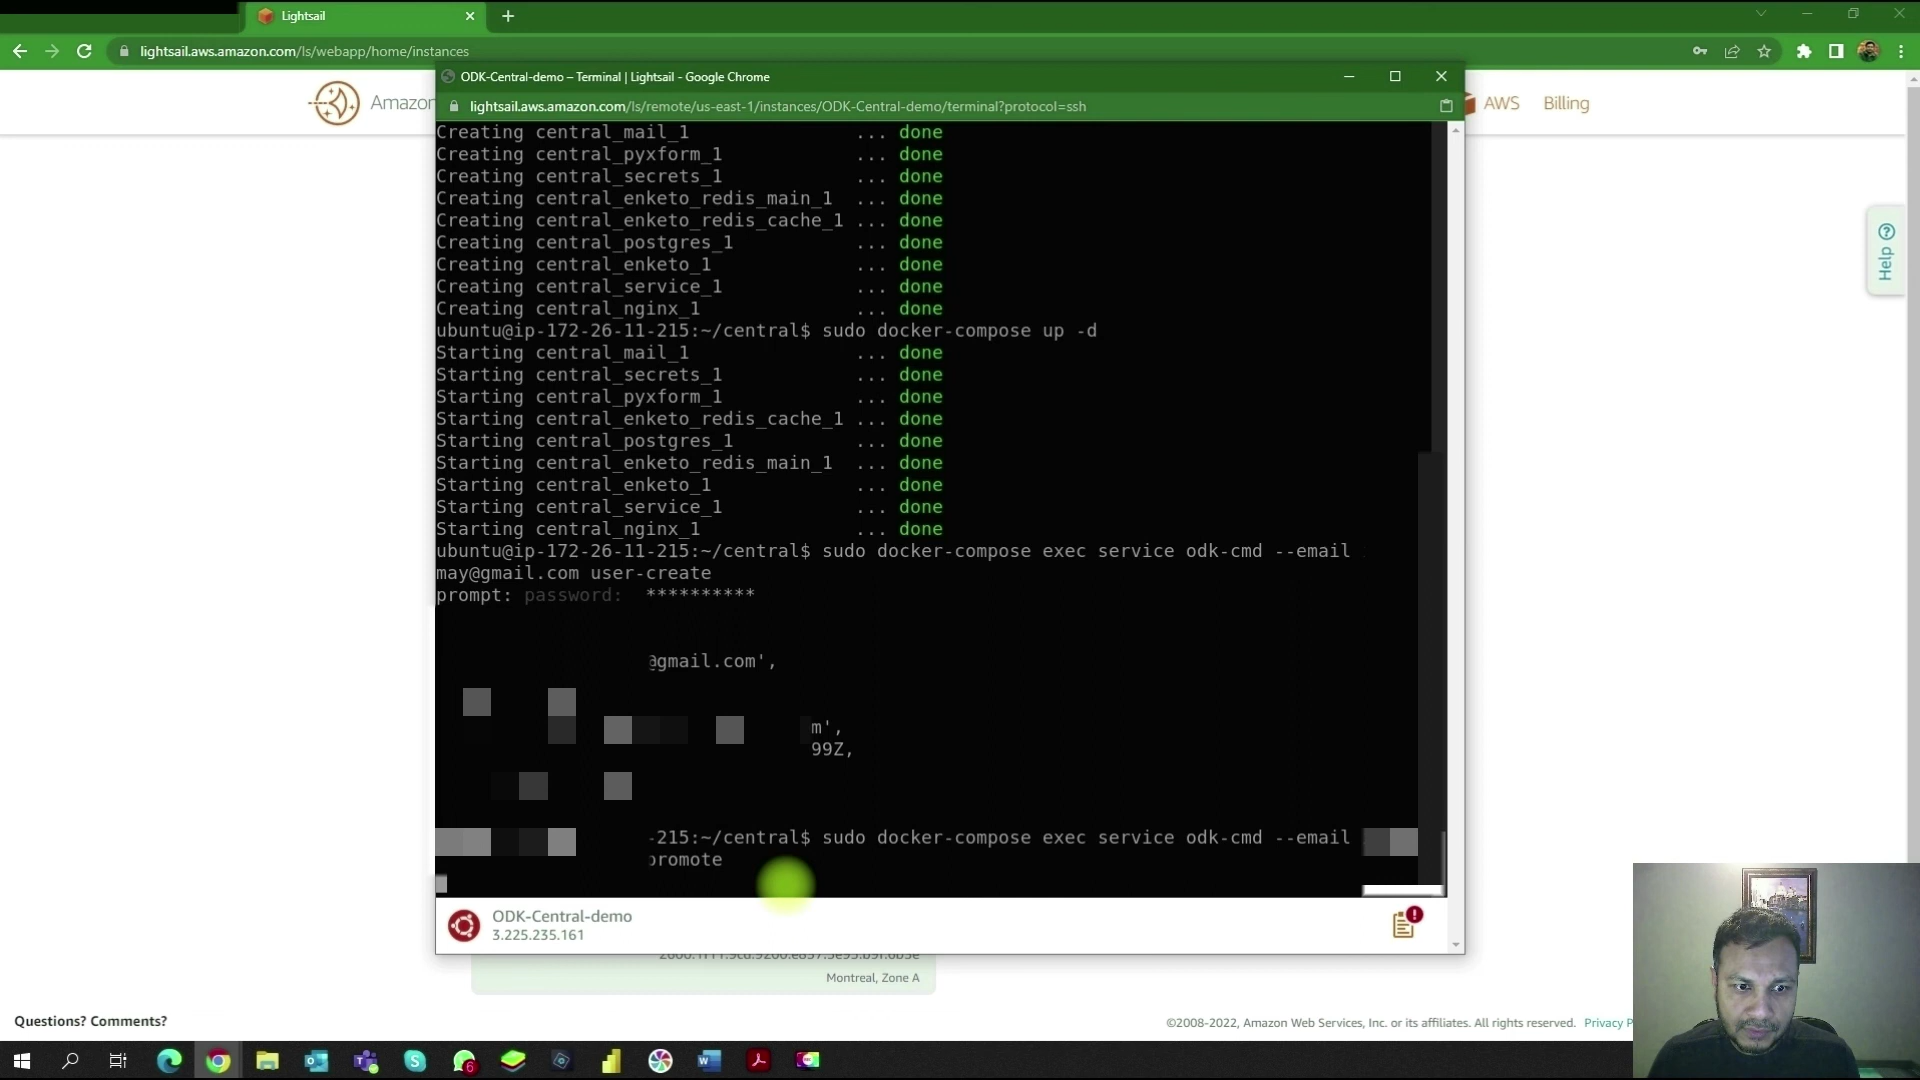 Lightsail
lightsail.aws.amazon.com/ls/webapp/home/instances
ODK-Central-demo – Terminal | Lightsail - Google Chrome
lightsail.aws.amazon.com/ls/remote/us-east-1/instances/ODK-Central-demo/terminal?protocol=ssh
Amazon
AWS
Billing
Help
Creating central_mail_1 ... done
Creating central_pyxform_1 ... done
Creating central_secrets_1 ... done
Creating central_enketo_redis_main_1 ... done
Creating central_enketo_redis_cache_1 ... done
Creating central_postgres_1 ... done
Creating central_enketo_1 ... done
Creating central_service_1 ... done
Creating central_nginx_1 ... done
ubuntu@ip-172-26-11-215:~/central$ sudo docker-compose up -d
Starting central_mail_1 ... done
Starting central_secrets_1 ... done
Starting central_pyxform_1 ... done
Starting central_enketo_redis_cache_1 ... done
Starting central_postgres_1 ... done
Starting central_enketo_redis_main_1 ... done
Starting central_enketo_1 ... done
Starting central_service_1 ... done
Starting central_nginx_1 ... done
ubuntu@ip-172-26-11-215:~/central$ sudo docker-compose exec service odk-cmd --email
may@gmail.com user-create
prompt: password: **********
@gmail.com',
m',
99Z,
-215:~/central$ sudo docker-compose exec service odk-cmd --email
promote
ODK-Central-demo
3.225.235.161
Montreal, Zone A
Questions? Comments?
©2008-2022, Amazon Web Services, Inc. or its affiliates. All rights reserved. Privacy P